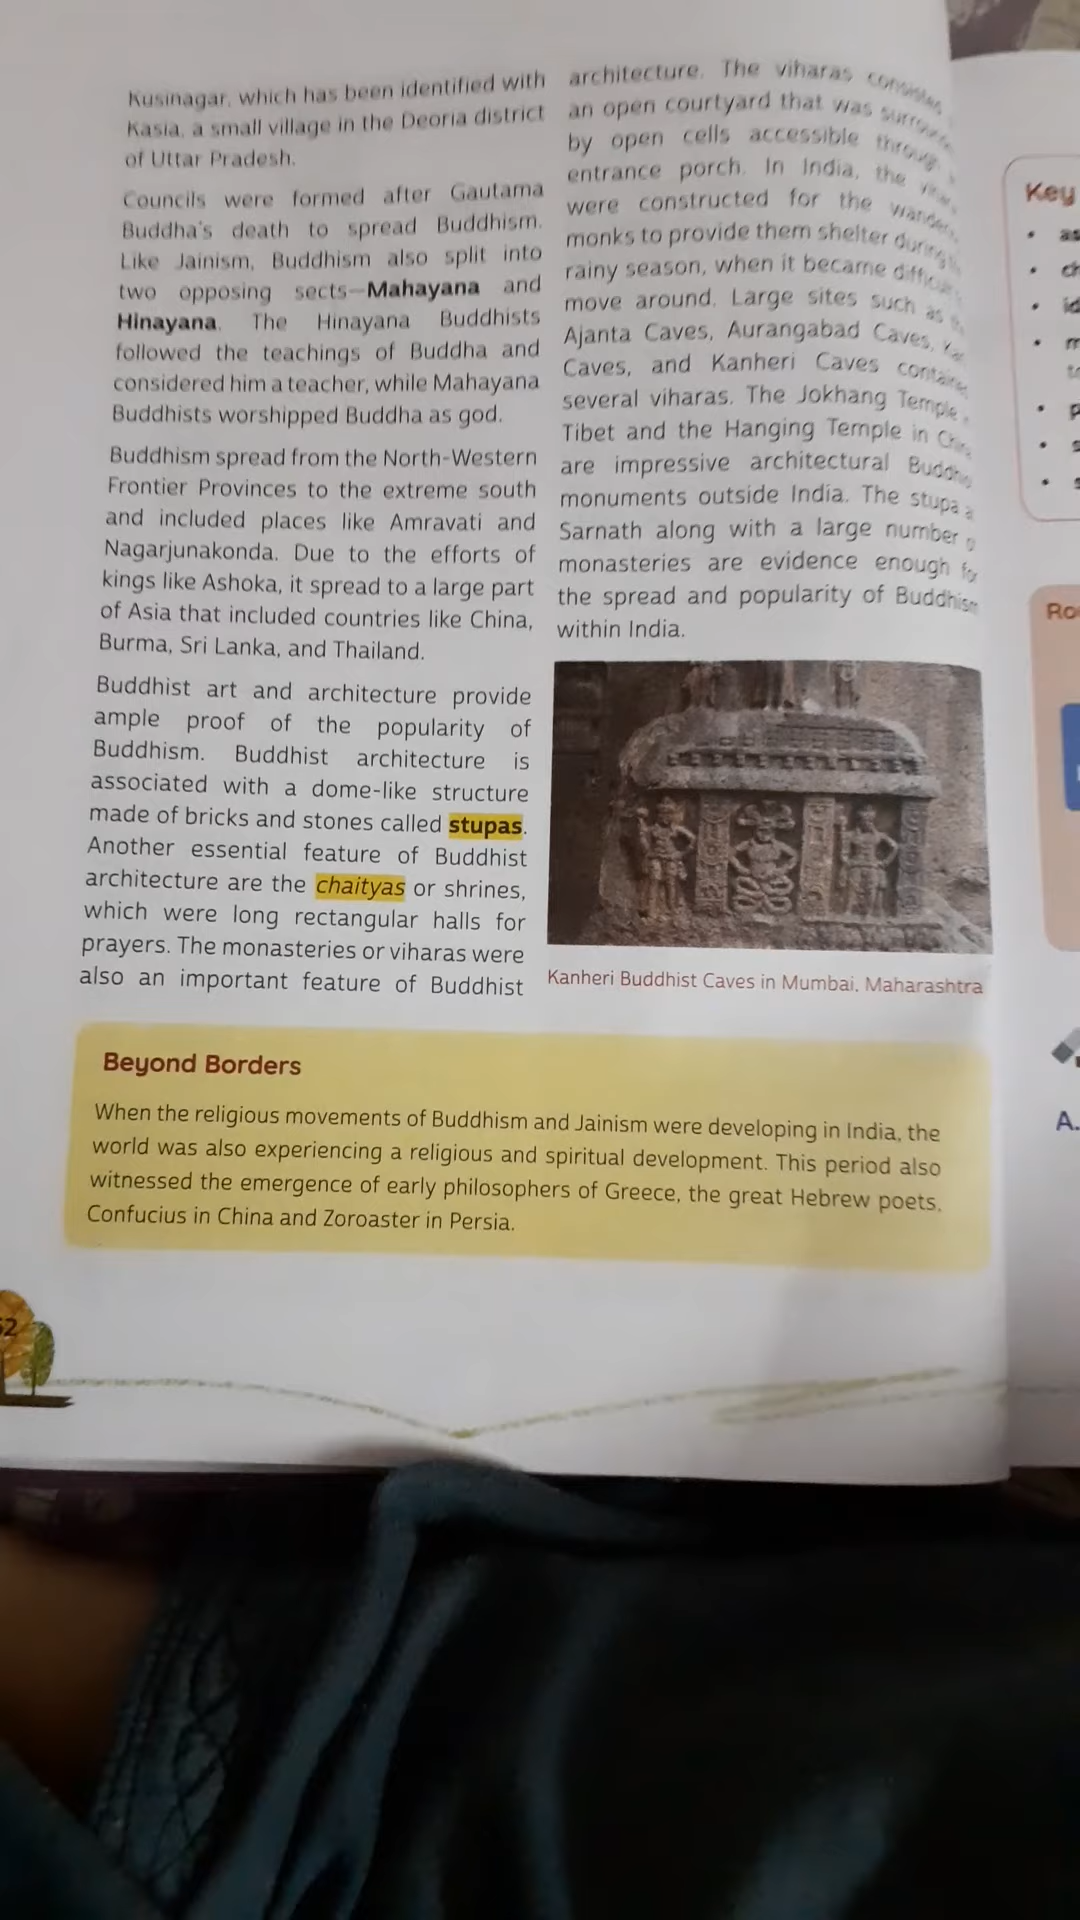 Kusinagar, which has been identified with
Kasia, a small village in the Deoria district
of Uttar Pradesh.
Councils were formed after Gautama
Buddha's death to spread Buddhism.
Like Jainism, Buddhism also split into
two opposing sects—Mahayana and
Hinayana. The Hinayana Buddhists
followed the teachings of Buddha and
considered him a teacher, while Mahayana
Buddhists worshipped Buddha as god.
Buddhism spread from the North-Western
Frontier Provinces to the extreme south
and included places like Amravati and
Nagarjunakonda. Due to the efforts of
kings like Ashoka, it spread to a large part
of Asia that included countries like China,
Burma, Sri Lanka, and Thailand.
Buddhist art and architecture provide
ample proof of the popularity of
Buddhism. Buddhist architecture is
associated with a dome-like structure
made of bricks and stones called stupas.
Another essential feature of Buddhist
architecture are the chaityas or shrines,
which were long rectangular halls for
prayers. The monasteries or viharas were
also an important feature of Buddhist
architecture. The viharas
an open courtyard that was
by open cells accessible
entrance porch. In India, the
were constructed for the
monks to provide them shelter during
rainy season, when it became
move around. Large sites such as
Ajanta Caves, Aurangabad Caves,
Caves, and Kanheri Caves
several viharas. The Jokhang Temple
Tibet and the Hanging Temple in
are impressive architectural
monuments outside India. The stupa
Sarnath along with a large number
monasteries are evidence enough for
the spread and popularity of Buddhism
within India.
Kanheri Buddhist Caves in Mumbai, Maharashtra
Beyond Borders
When the religious movements of Buddhism and Jainism were developing in India, the
world was also experiencing a religious and spiritual development. This period also
witnessed the emergence of early philosophers of Greece, the great Hebrew poets,
Confucius in China and Zoroaster in Persia.
Key
A.